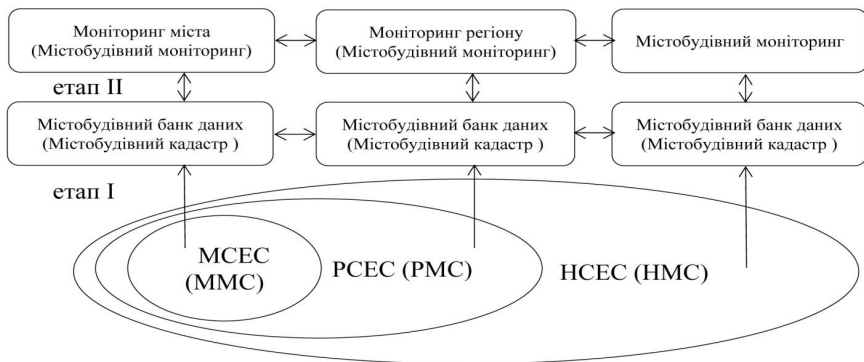 Моніторинг міста
(Містобудівний моніторинг)
Моніторинг регіону
(Містобудівний моніторинг)
Містобудівний моніторинг
етап II
Містобудівний банк даних
(Містобудівний кадастр )
Містобудівний банк даних
(Містобудівний кадастр )
Містобудівний банк даних
(Містобудівний кадастр )
етап I
МСЕС
(ММС)
РСЕС (РМС)
НСЕС (НМС)